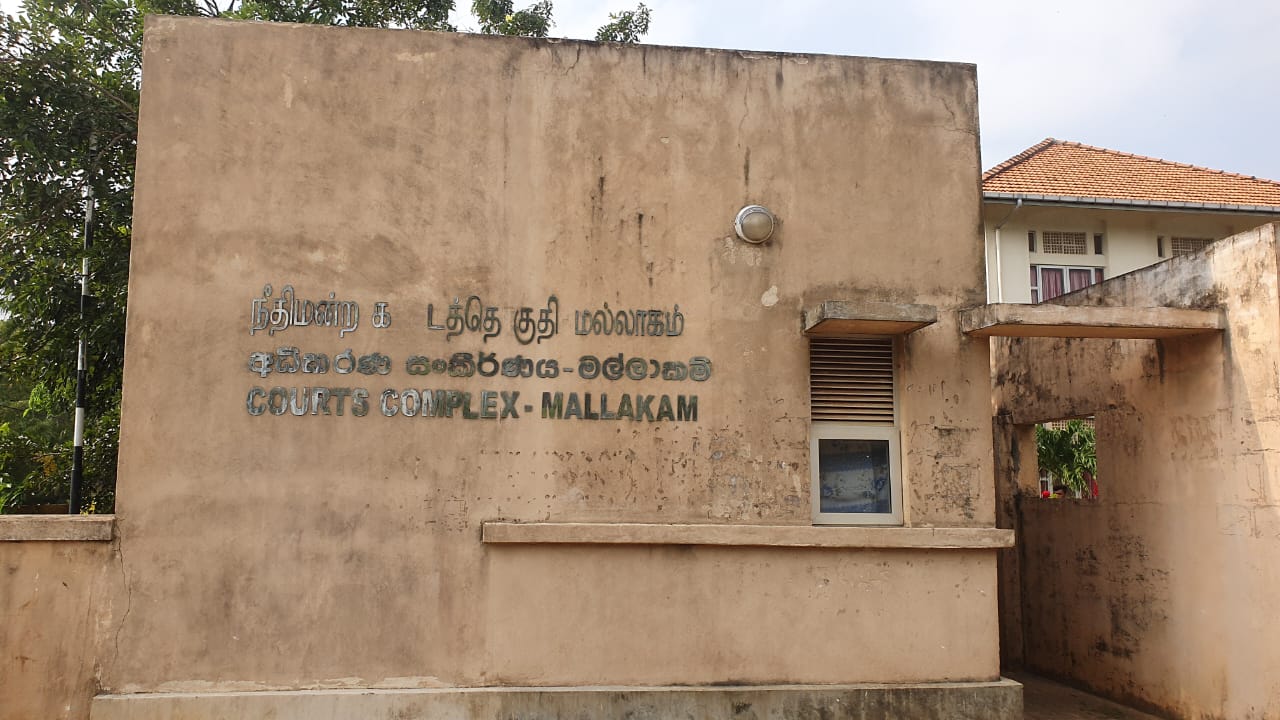 நீதிமன்ற க டத்தெ குதி மல்லாகம்
අධිකරණ සංකීර්ණය - මල්ලාකම්
COURTS COMPLEX - MALLAKAM